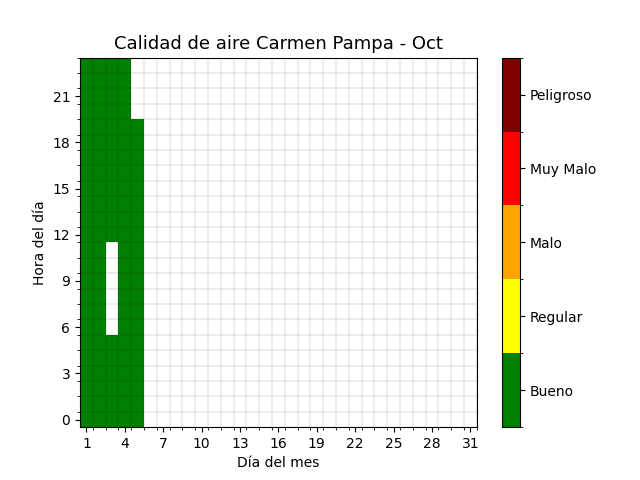 Calidad de aire Carmen Pampa - Oct
Hora del día
21
18
15
12
9
6
3
0
1 4 7 10 13 16 19 22 25 28 31
Día del mes
Peligroso
Muy Malo
Malo
Regular
Bueno